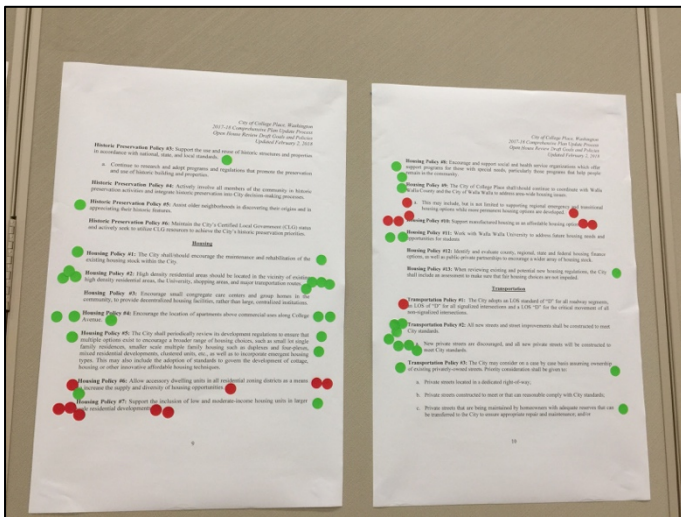 City of College Place, Washington
2017-18 Comprehensive Plan Update Process
Open House Review Draft Goals and Policies
Updated February 2, 2018
Historic Preservation Policy #3: Support the use and reuse of historic structures and properties
in accordance with national, state, and local standards.
a. Continue to research and adopt programs and regulations that promote the preservation
and use of historic building and properties.
Historic Preservation Policy #4: Actively involve all members of the community in historic
preservation activities and integrate historic preservation into City decision-making processes.
Historic Preservation Policy #5: Assist older neighborhoods in discovering their origins and in
appreciating their historic features.
Historic Preservation Policy #6: Maintain the City's Certified Local Government (CLG) status
and actively seek to utilize CLG resources to achieve the City's historic preservation priorities.
Housing
Housing Policy #1: The City shall/should encourage the maintenance and rehabilitation of the
existing housing stock within the City.
Housing Policy #2: High density residential areas should be located in the vicinity of existing
high density residential areas, the University, shopping areas, and major transportation routes.
Housing Policy #3: Encourage small congregate care centers and group homes in the
community, to provide decentralized housing facilities, rather than large, centralized institutions.
Housing Policy #4: Encourage the location of apartments above commercial uses along College
Avenue.
Housing Policy #5: The City shall periodically review its development regulations to ensure that
multiple options exist to encourage a broader range of housing choices, such as small lot single
family residences, smaller scale multiple family housing such as duplexes and four-plexes,
mixed residential developments, clustered units, etc., as well as to incorporate emergent housing
types. This may also include the adoption of standards to govern the development of cottage,
housing or other innovative affordable housing techniques.
Housing Policy #6: Allow accessory dwelling units in all residential zoning districts as a means
to increase the supply and diversity of housing opportunities.
Housing Policy #7: Support the inclusion of low and moderate-income housing units in larger
scale residential developments.
9
City of College Place, Washington
2017-18 Comprehensive Plan Update Process
Open House Review Draft Goals and Policies
Updated February 2, 2018
Housing Policy #8: Encourage and support social and health service organizations which offer
support programs for those with special needs, particularly those programs that help people
remain in the community.
Housing Policy #9: The City of College Place shall/should continue to coordinate with Walla
Walla County and the City of Walla Walla to address area-wide housing issues.
a. This may include, but is not limited to supporting regional emergency and transitional
housing options while more permanent housing options are developed.
Housing Policy #10: Support manufactured housing as an affordable housing option.
Housing Policy #11: Work with Walla Walla University to address future housing needs and
opportunities for students
Housing Policy #12: Identify and evaluate county, regional, state and federal housing finance
options, as well as public private partnerships to encourage a wider array of housing stock.
Housing Policy #13: When reviewing existing and potential new housing regulations, the City
shall include an assessment to make sure that fair housing choices are not impeded.
Transportation
Transportation Policy #1: The City adopts an LOS standard of "D" for all roadway segments,
an LOS of "D" for all signalized intersections and a LOS "D" for the critical movement of all
non-signalized intersections.
Transportation Policy #2: All new streets and street improvements shall be constructed to meet
City standards.
a. New private streets are discouraged, and all new private streets will be constructed to
meet City standards.
Transportation Policy #3: The City may consider on a case by case basis assuming ownership
of existing privately-owned streets. Priority consideration shall be given to:
a. Private streets located in a dedicated right-of-way;
b. Private streets constructed to meet or that can reasonable comply with City standards;
c. Private streets that are being maintained by homeowners with adequate reserves that can
be transferred to the City to ensure appropriate repair and maintenance; and/or
10